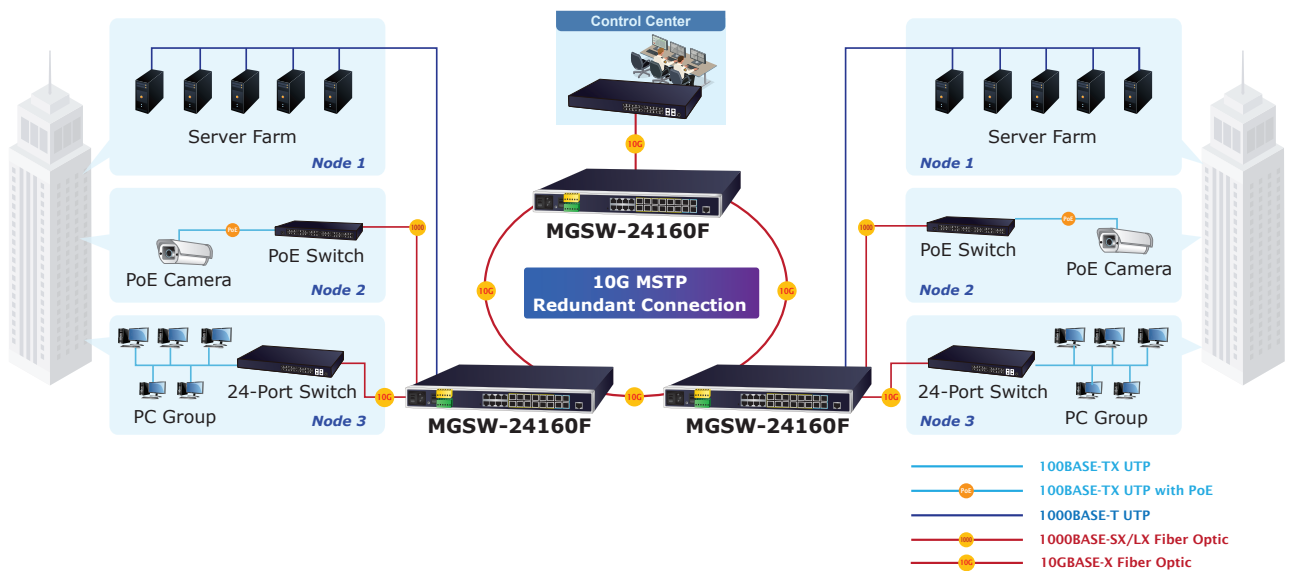 Control Center
Server Farm
Node 1
PoE
PoE Camera
PoE Switch
1000
Node 2
PC Group
24-Port Switch
10G
Node 3
10G
MGSW-24160F
10G
10G MSTP
Redundant Connection
10G
MGSW-24160F
10G
MGSW-24160F
Server Farm
Node 1
1000
PoE Switch
PoE
PoE Camera
Node 2
10G
24-Port Switch
PC Group
Node 3
100BASE-TX UTP
PoE
100BASE-TX UTP with PoE
1000BASE-T UTP
1000
1000BASE-SX/LX Fiber Optic
10G
10GBASE-X Fiber Optic